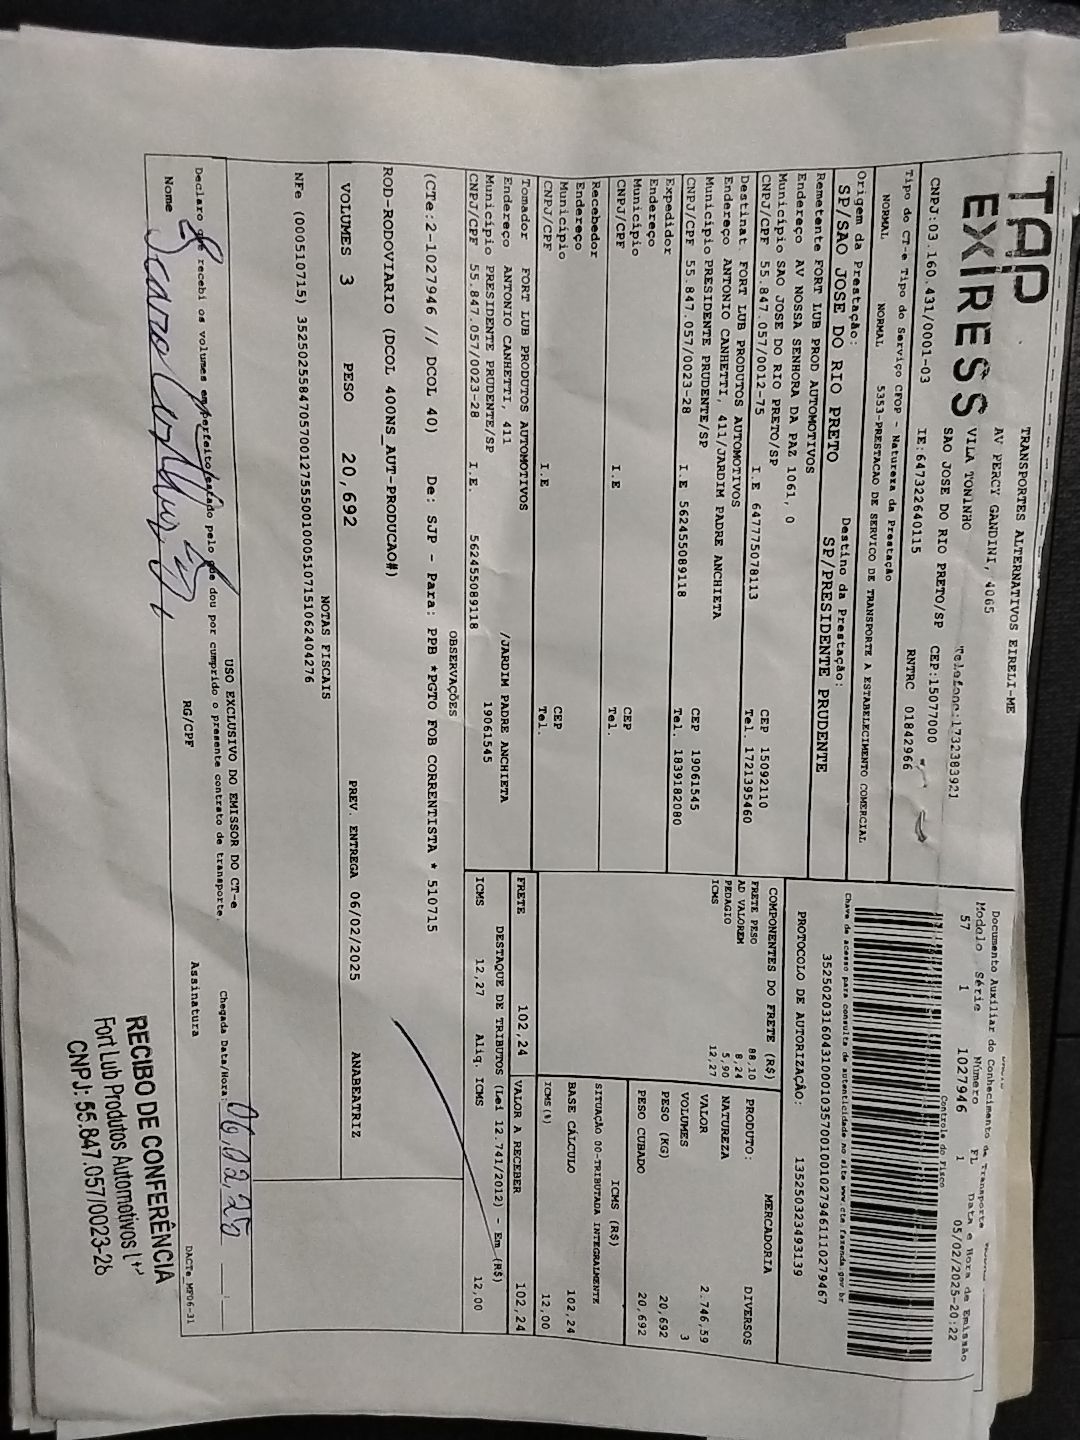 TAP EXPRESS
TRANSPORTES ALTERNATIVOS EIRELI-ME
AV PERCY GANDINI, 4065
VILA TONINHO Telefone:1732383921
SAO JOSE DO RIO PRETO/SP CEP:15077000
CNPJ:03.160.431/0001-03 IE:647322640115 RNTRC 01842966
Documento Auxiliar do Conhecimento de Transporte
Modelo Série Número FL Data e Hora de Emissão
57 1 1027946 1 05/02/2025-20:22
Controle do Fisco
Tipo do CT-e Tipo do Serviço CFOP - Natureza da Prestação
NORMAL NORMAL 5353-PRESTACAO DE SERVICO DE TRANSPORTE A ESTABELECIMENTO COMERCIAL
Chave de acesso para consulta de autenticidade no site www.cte.fazenda.gov.br
35250203160431000103570010010279461110279467
PROTOCOLO DE AUTORIZAÇÃO: 135250323493139
Origem da Prestação: Destino da Prestação:
SP/SAO JOSE DO RIO PRETO SP/PRESIDENTE PRUDENTE
Remetente FORT LUB PROD AUTOMOTIVOS
Endereço AV NOSSA SENHORA DA PAZ 1061, 0
Município SAO JOSE DO RIO PRETO/SP CEP 15092110
CNPJ/CPF 55.847.057/0012-75 I.E 647775078113 Tel. 1721395460
Destinat. FORT LUB PRODUTOS AUTOMOTIVOS
Endereço ANTONIO CANHETTI, 411/JARDIM PADRE ANCHIETA
Município PRESIDENTE PRUDENTE/SP CEP 19061545
CNPJ/CPF 55.847.057/0023-28 I.E 562455089118 Tel. 1839182080
Expedidor
Endereço
Município CEP
CNPJ/CPF I.E Tel.
Recebedor
Endereço
Município CEP
CNPJ/CPF I.E Tel.
Tomador FORT LUB PRODUTOS AUTOMOTIVOS
Endereço ANTONIO CANHETTI, 411 /JARDIM PADRE ANCHIETA
Município PRESIDENTE PRUDENTE/SP 19061545
CNPJ/CPF 55.847.057/0023-28 I.E. 562455089118
COMPONENTES DO FRETE (R$)
FRETE PESO 88,10
AD VALOREM 8,24
PEDAGIO 5,90
ICMS 12,27
MERCADORIA
PRODUTO: DIVERSOS
NATUREZA
VALOR 2.746,59
VOLUMES 3
PESO (KG) 20,692
PESO CUBADO 20,692
ICMS (R$)
SITUAÇÃO 00-TRIBUTADA INTEGRALMENTE
BASE CÁLCULO 102,24
ICMS(%) 12,00
FRETE 102,24 VALOR A RECEBER 102,24
DESTAQUE DE TRIBUTOS (Lei 12.741/2012) - Em (R$)
ICMS 12,27 Aliq. ICMS 12,00
OBSERVAÇÕES
(CTe:2-1027946 // DCOL 40) De: SJP - Para: PPB *PGTO FOB CORRENTISTA * 510715
ROD-RODOVIARIO (DCOL 400NS_AUT-PRODUCAO#)
VOLUMES 3 PESO 20,692 PREV. ENTREGA 06/02/2025 ANABEATRIZ
NOTAS FISCAIS
NFe (000510715) 35250255847057001275550010005107151062404276
USO EXCLUSIVO DO EMISSOR DO CT-e
Declaro que recebi os volumes em perfeito estado pelo que dou por cumprido o presente contrato de transporte.
Chegada Data/Hora: 06.02.25
Nome RG/CPF Assinatura
DACTe_MP06-31
RECIBO DE CONFERÊNCIA
Fort Lub Produtos Automotivos
CNPJ: 55.847.057/0023-28